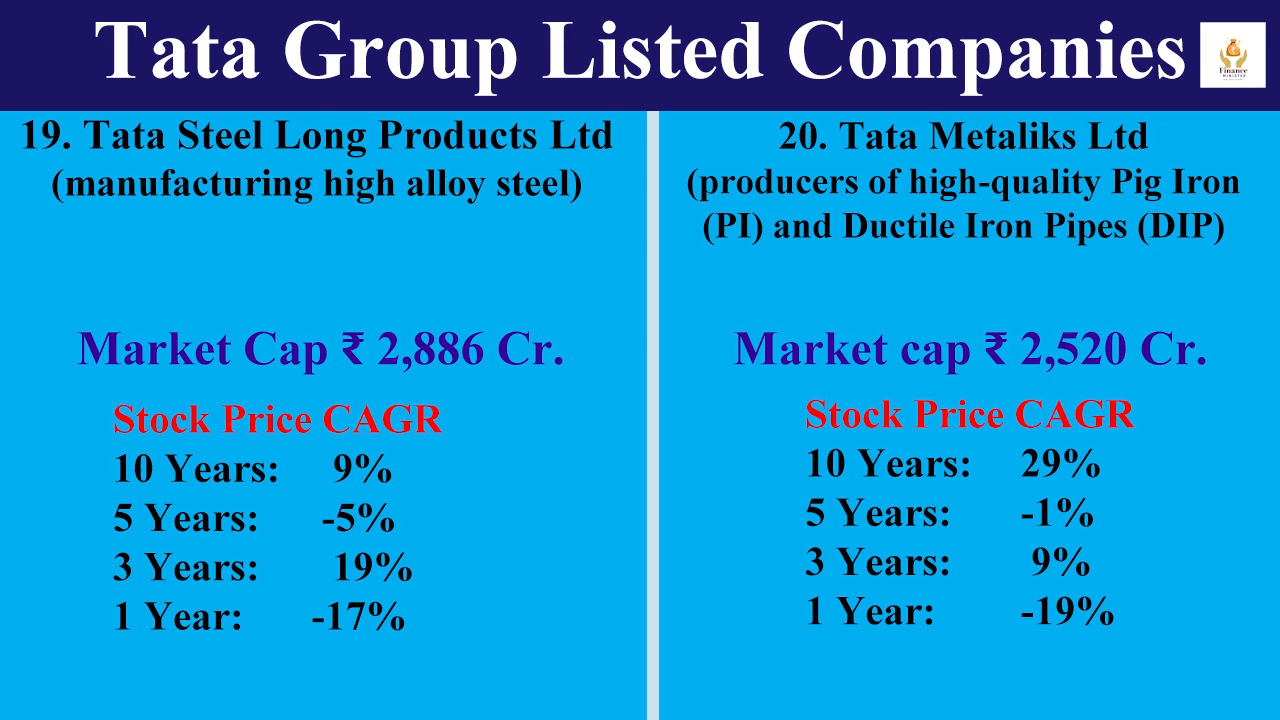 Tata Group Listed Companies
Finance
MINISTER
19. Tata Steel Long Products Ltd
(manufacturing high alloy steel)
Market Cap ₹ 2,886 Cr.
Stock Price CAGR
10 Years: 9%
5 Years: -5%
3 Years: 19%
1 Year: -17%
20. Tata Metaliks Ltd
(producers of high-quality Pig Iron
(PI) and Ductile Iron Pipes (DIP)
Market cap ₹ 2,520 Cr.
Stock Price CAGR
10 Years: 29%
5 Years: -1%
3 Years: 9%
1 Year: -19%